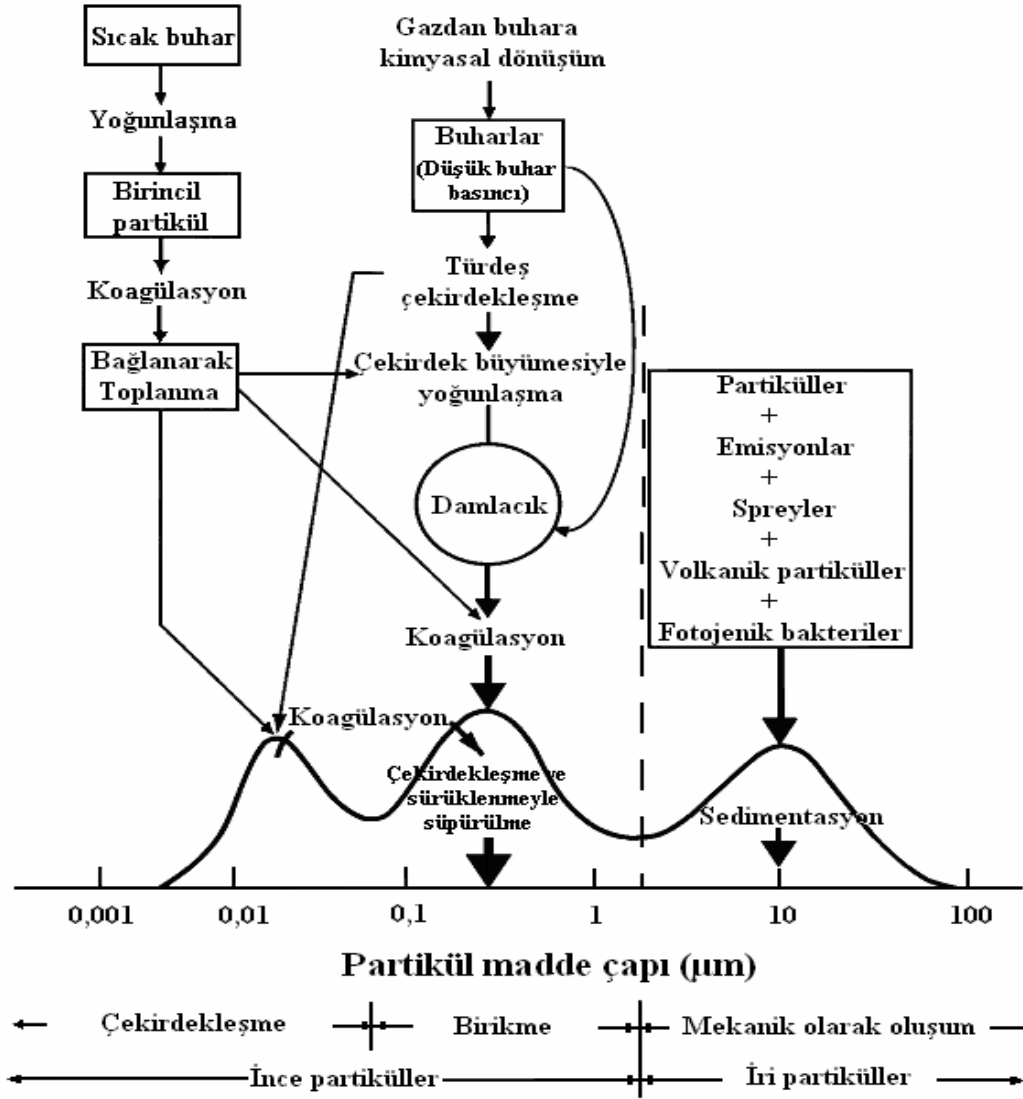 Sıcak buhar
Yoğunlaşma
Birincil
partikül
Koagülasyon
Bağlanarak
Toplanma
Gazdan buhara
kimyasal dönüşüm
Buharlar
(Düşük buhar
basıncı)
Türdeş
çekirdekleşme
Çekirdek büyümesiyle
yoğunlaşma
Damlacık
Koagülasyon
Partiküller
+
Emisyonlar
+
Spreyler
+
Volkanik partiküller
+
Fotojenik bakteriler
Koagülasyon
Çekirdekleşme ve
sürüklenmeyle
süpürülme
Sedimentasyon
0,001 0,01 0,1 1 10 100
Partikül madde çapı (µm)
Çekirdekleşme Birikme Mekanik olarak oluşum
İnce partiküller İri partiküller